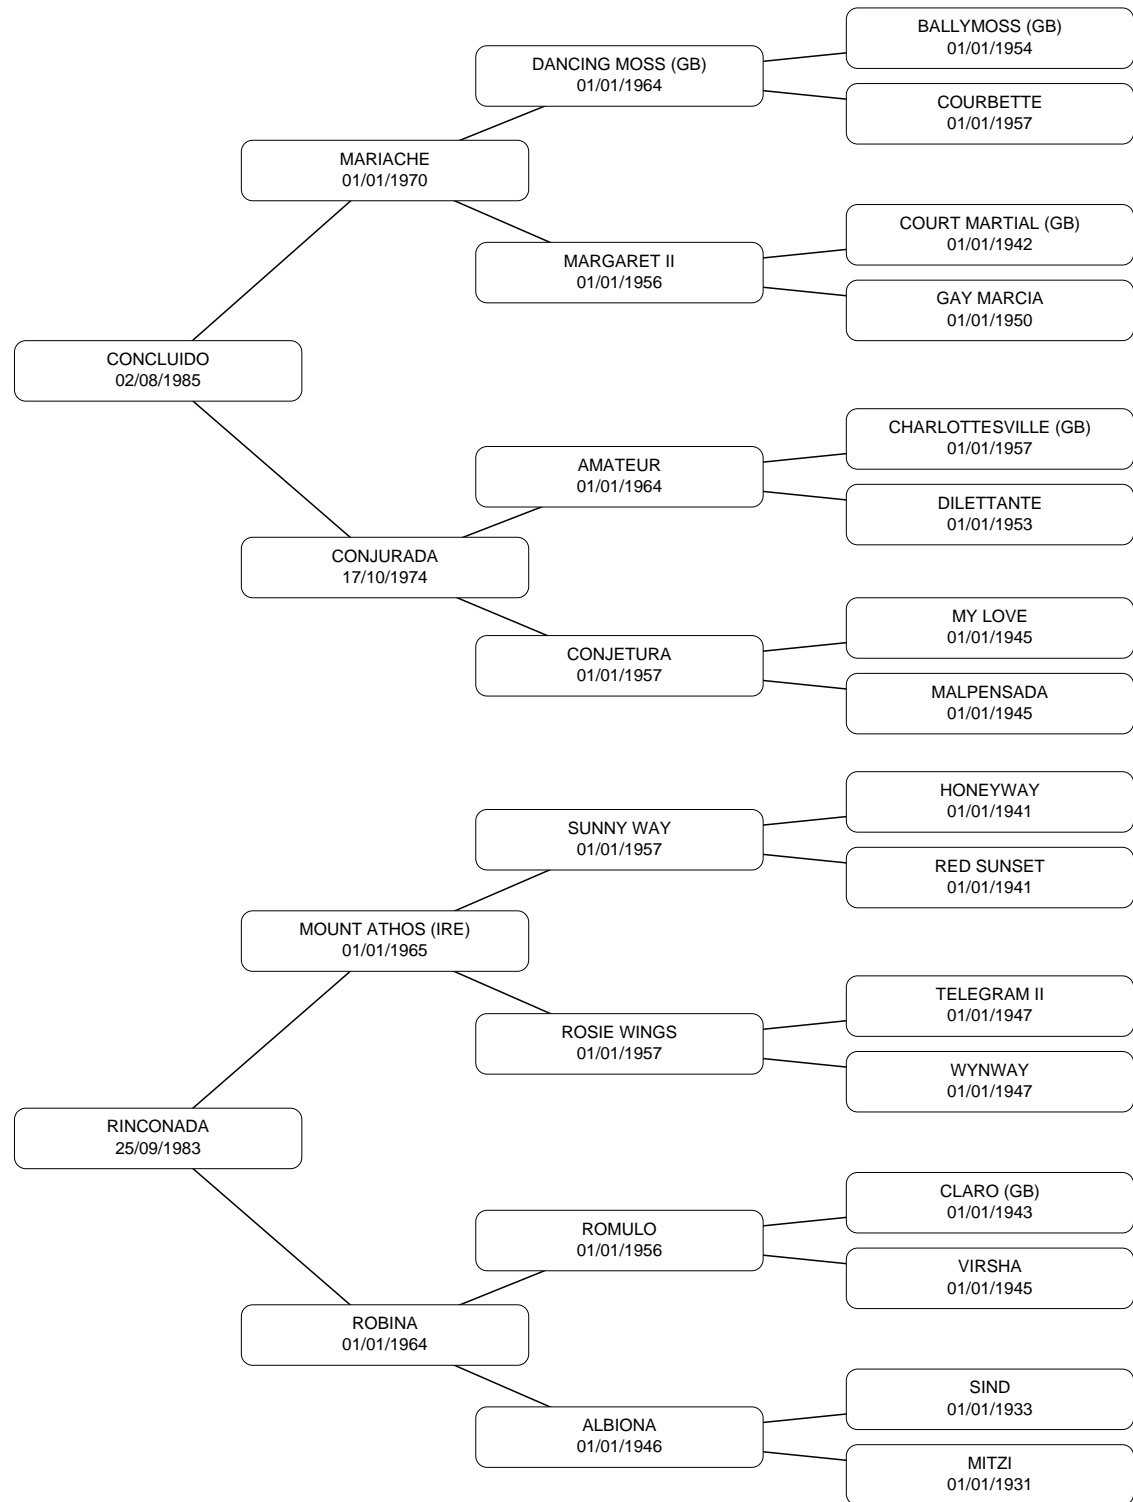 BALLYMOSS (GB)
01/01/1954
DANCING MOSS (GB)
01/01/1964
COURBETTE
01/01/1957
MARIACHE
01/01/1970
COURT MARTIAL (GB)
01/01/1942
MARGARET II
01/01/1956
GAY MARCIA
01/01/1950
CONCLUIDO
02/08/1985
CHARLOTTESVILLE (GB)
01/01/1957
AMATEUR
01/01/1964
DILETTANTE
01/01/1953
CONJURADA
17/10/1974
MY LOVE
01/01/1945
CONJETURA
01/01/1957
MALPENSADA
01/01/1945
HONEYWAY
01/01/1941
SUNNY WAY
01/01/1957
RED SUNSET
01/01/1941
MOUNT ATHOS (IRE)
01/01/1965
TELEGRAM II
01/01/1947
ROSIE WINGS
01/01/1957
WYNWAY
01/01/1947
RINCONADA
25/09/1983
CLARO (GB)
01/01/1943
ROMULO
01/01/1956
VIRSHA
01/01/1945
ROBINA
01/01/1964
SIND
01/01/1933
ALBIONA
01/01/1946
MITZI
01/01/1931